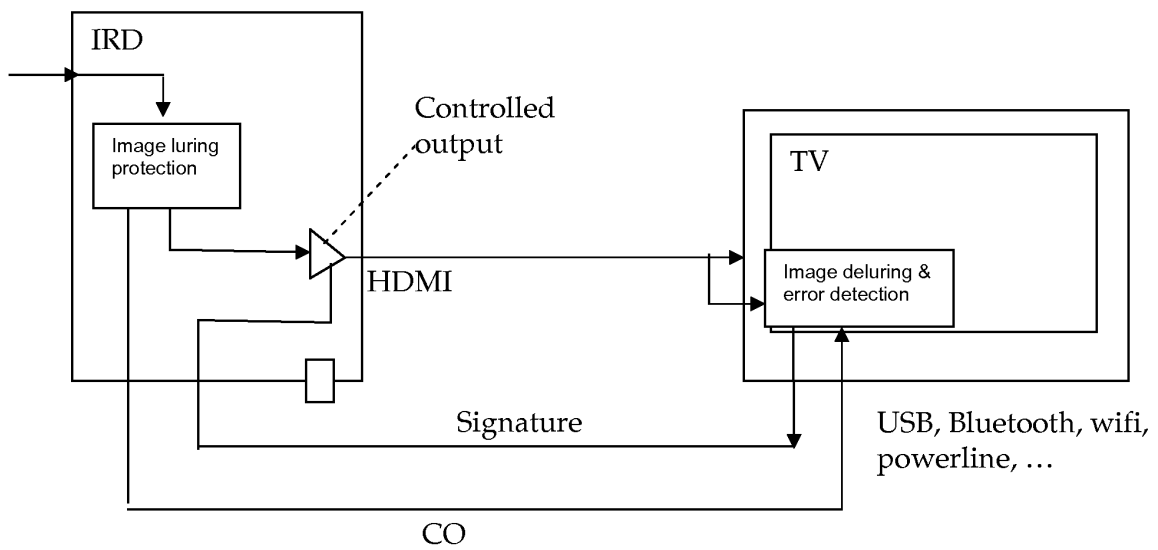 IRD
Image luring
protection
Controlled
output
HDMI
TV
Image deluring &
error detection
Signature
USB, Bluetooth, wifi,
powerline, …
CO